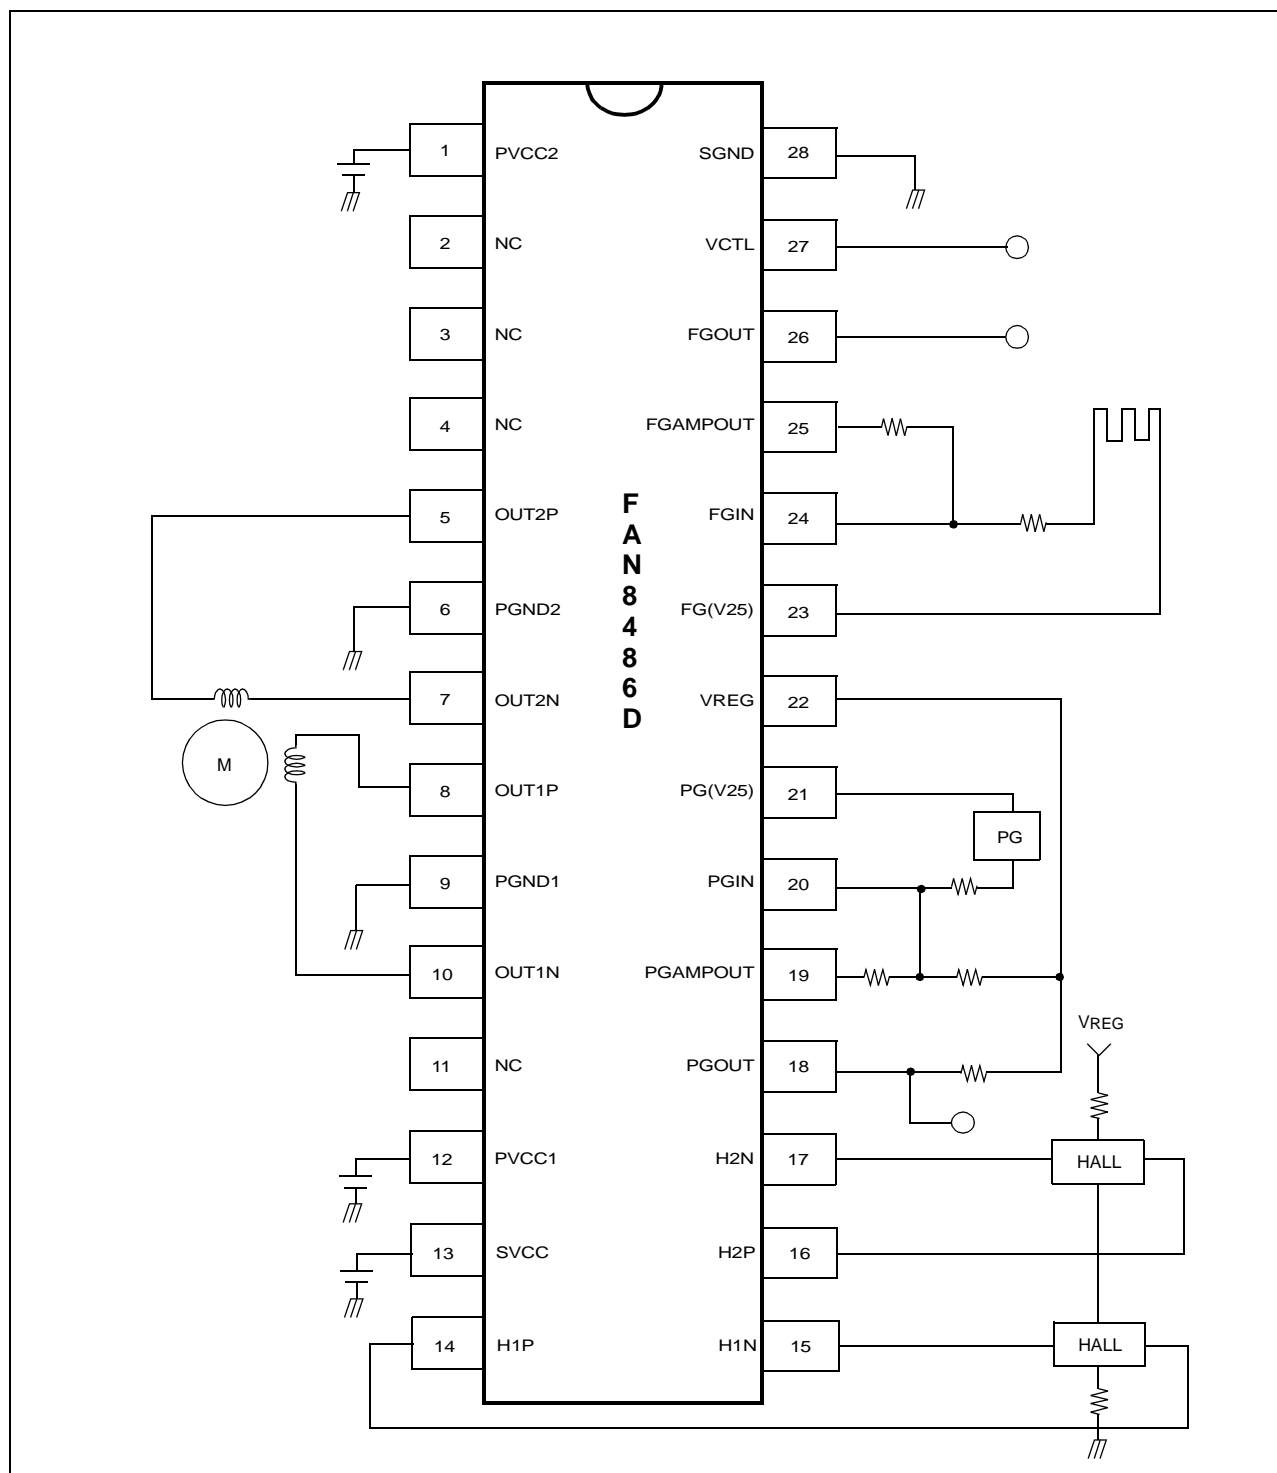 1 PVCC2
SGND 28
2 NC
VCTL 27
3 NC
FGOUT 26
4 NC
FGAMPOUT 25
5 OUT2P
FGIN 24
6 PGND2
FG(V25) 23
7 OUT2N
VREG 22
8 OUT1P
PG(V25) 21
9 PGND1
PGIN 20
10 OUT1N
PGAMPOUT 19
11 NC
PGOUT 18
12 PVCC1
H2N 17
13 SVCC
H2P 16
14 H1P
H1N 15
F
A
N
8
4
8
6
D
M
PG
VREG
HALL
HALL